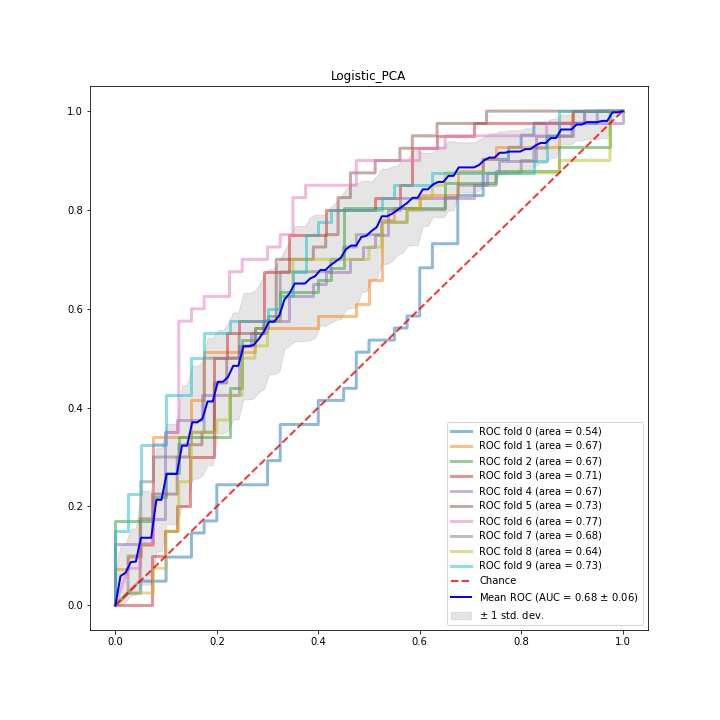 Logistic_PCA
1.0
0.8
0.6
0.4
0.2
0.0
0.0 0.2 0.4 0.6 0.8 1.0
ROC fold 0 (area = 0.54)
ROC fold 1 (area = 0.67)
ROC fold 2 (area = 0.67)
ROC fold 3 (area = 0.71)
ROC fold 4 (area = 0.67)
ROC fold 5 (area = 0.73)
ROC fold 6 (area = 0.77)
ROC fold 7 (area = 0.68)
ROC fold 8 (area = 0.64)
ROC fold 9 (area = 0.73)
Chance
Mean ROC (AUC = 0.68 ± 0.06)
± 1 std. dev.